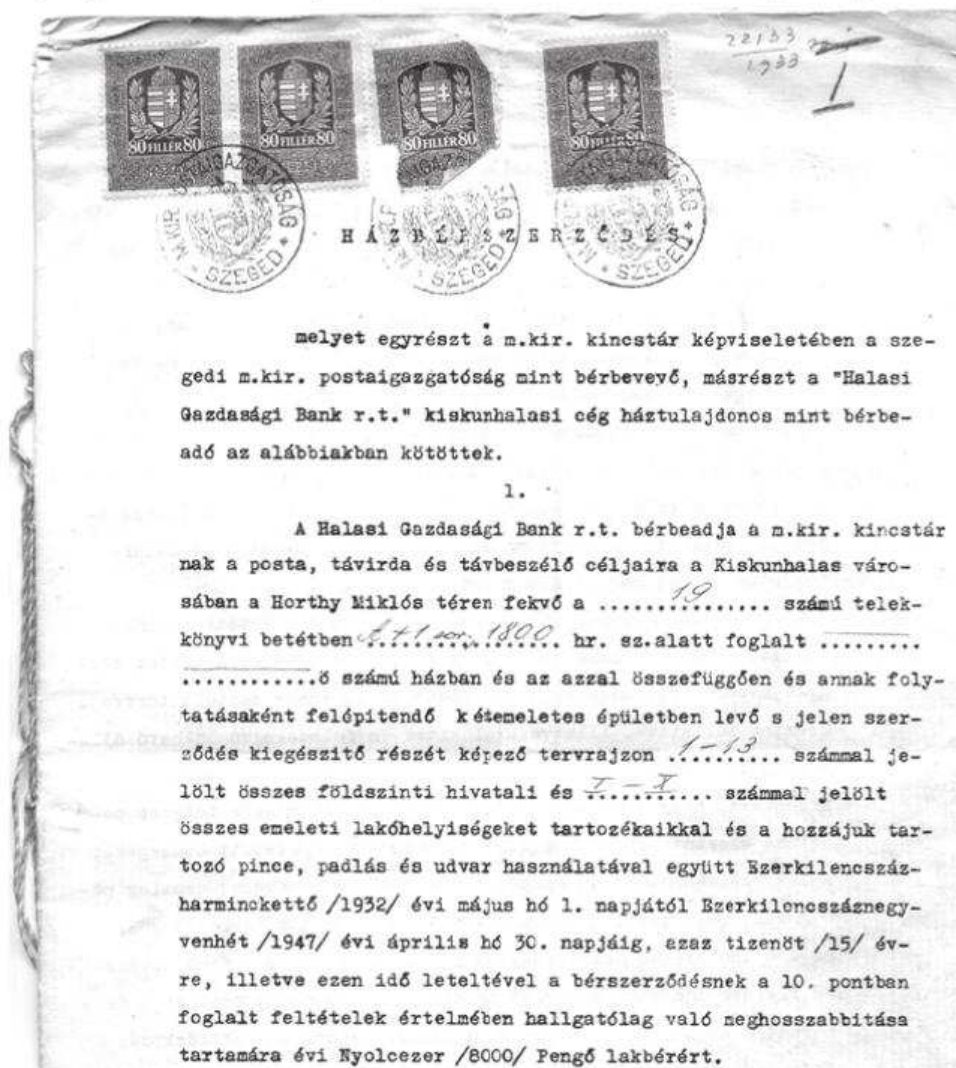 22133
1933
I
80 FILLÉR 80 80 FILLÉR 80 80 FILLÉR 80 80 FILLÉR 80
M. KIR. POSTAIGAZGATÓSÁG * SZEGED *
SZEGED
SZEGED
HÁZBÉRSZERZŐDÉS,
melyet egyrészt a m.kir. kincstár képviseletében a sze-
gedi m.kir. postaigazgatóság mint bérbevevő, másrészt a "Halasi
Gazdasági Bank r.t." kiskunhalasi cég háztulajdonos mint bérbe-
adó az alábbiakban kötöttek.
1.
A Halasi Gazdasági Bank r.t. bérbeadja a m.kir. kincstár
nak a posta, távirda és távbeszélő céljaira a Kiskunhalas váro-
sában a Horthy Miklós téren fekvő a ......19....... számú telek-
könyvi betétben A+1 sor. 1800 hr. sz.alatt foglalt .........
............ő számú házban és az azzal összefüggően és annak foly-
tatásaként felépitendő kétemeletes épületben levő s jelen szer-
ződés kiegészitő részét képező tervrajzon ..1-13.... számmal je-
lölt összes földszinti hivatali és I-X..... számmal jelölt
összes emeleti lakóhelyiségeket tartozékaikkal és a hozzájuk tar-
tozó pince, padlás és udvar használatával együtt Ezerkilencszáz-
harminckettő /1932/ évi május hó 1. napjától Ezerkilencszáznegy-
venhét /1947/ évi április hó 30. napjáig, azaz tizenöt /15/ év-
re, illetve ezen idő leteltével a bérszerződésnek a 10. pontban
foglalt feltételek értelmében hallgatólag való meghosszabbitása
tartamára évi Nyolcezer /8000/ Pengő lakbérért.